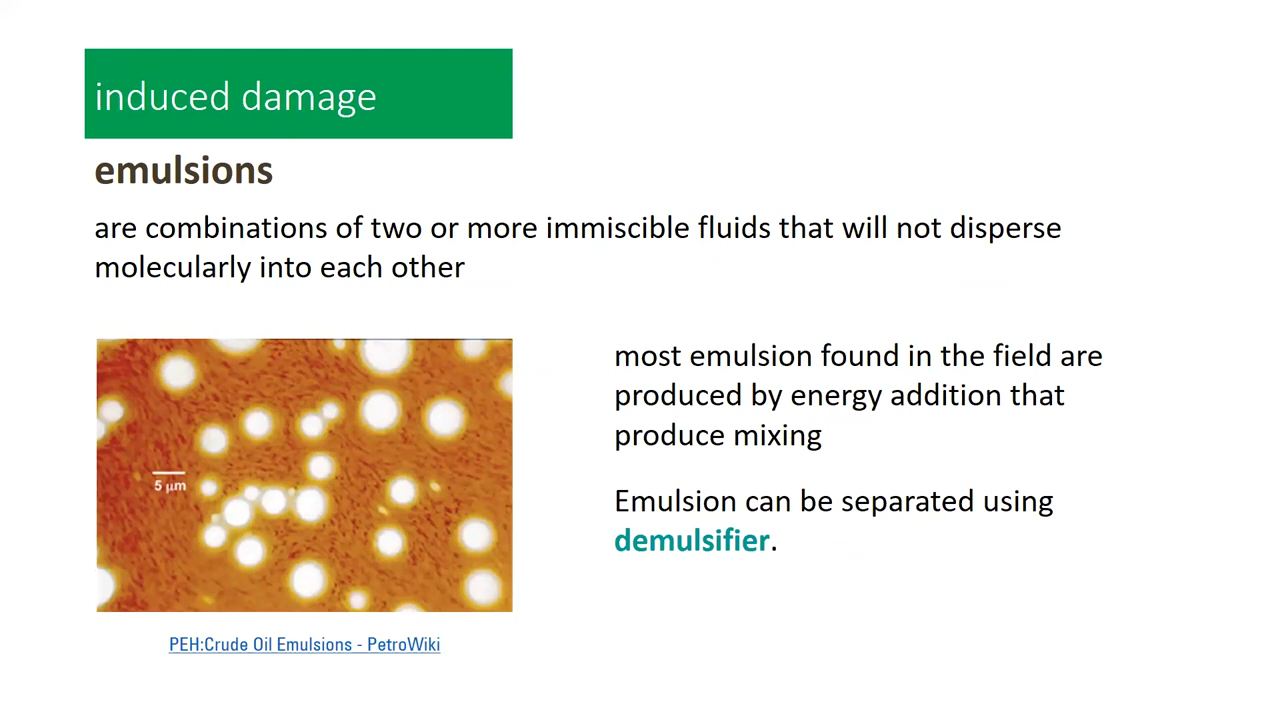 induced damage
emulsions
are combinations of two or more immiscible fluids that will not disperse
molecularly into each other
most emulsion found in the field are
produced by energy addition that
produce mixing
5 μm
Emulsion can be separated using
demulsifier.
PEH:Crude Oil Emulsions - PetroWiki